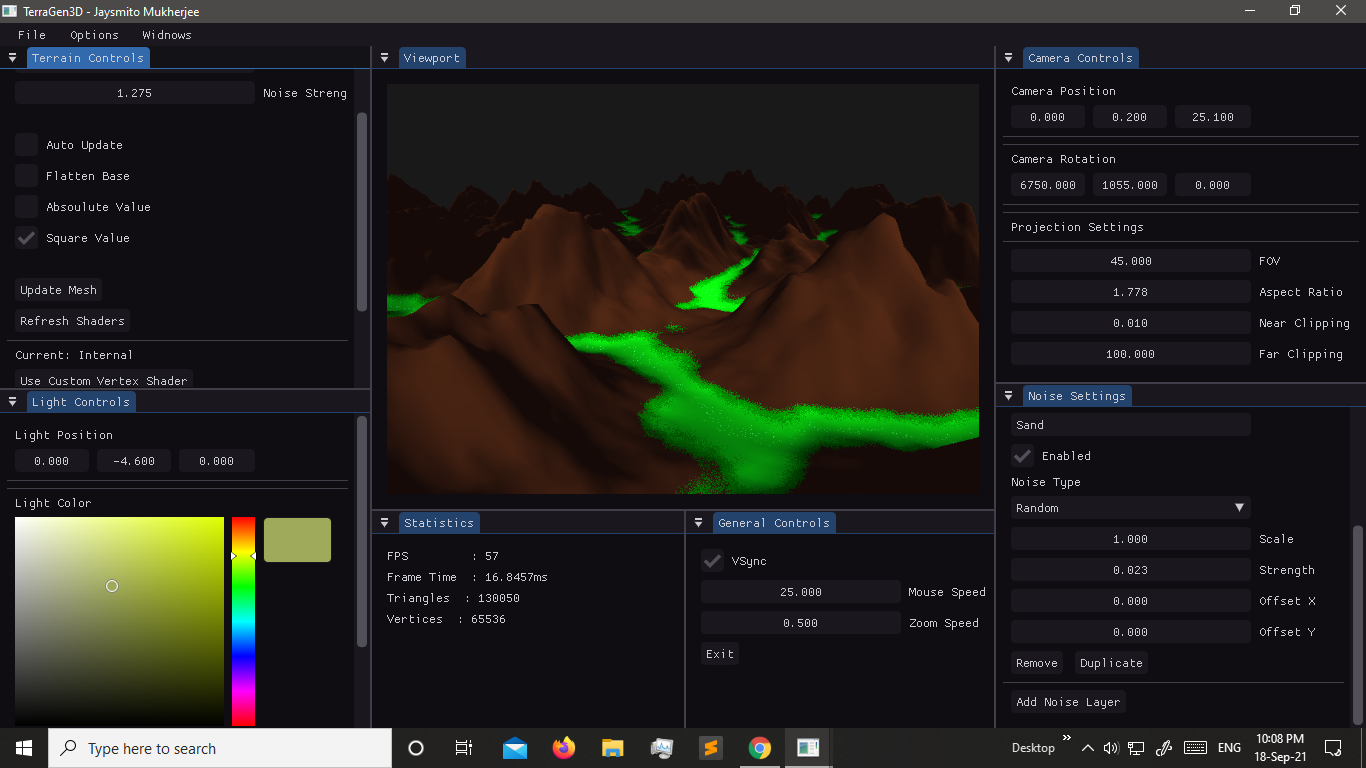 TerraGen3D - Jaysmito Mukherjee
File Options Widnows
Terrain Controls
1.275 Noise Streng
Auto Update
Flatten Base
Absoulute Value
Square Value
Update Mesh
Refresh Shaders
Current: Internal
Use Custom Vertex Shader
Light Controls
Light Position
0.000 -4.600 0.000
Light Color
Viewport
Statistics
FPS : 57
Frame Time : 16.8457ms
Triangles : 130050
Vertices : 65536
General Controls
VSync
25.000 Mouse Speed
0.500 Zoom Speed
Exit
Camera Controls
Camera Position
0.000 0.200 25.100
Camera Rotation
6750.000 1055.000 0.000
Projection Settings
45.000 FOV
1.778 Aspect Ratio
0.010 Near Clipping
100.000 Far Clipping
Noise Settings
Sand
Enabled
Noise Type
Random
1.000 Scale
0.023 Strength
0.000 Offset X
0.000 Offset Y
Remove Duplicate
Add Noise Layer
Type here to search
Desktop
ENG
10:08 PM
18-Sep-21